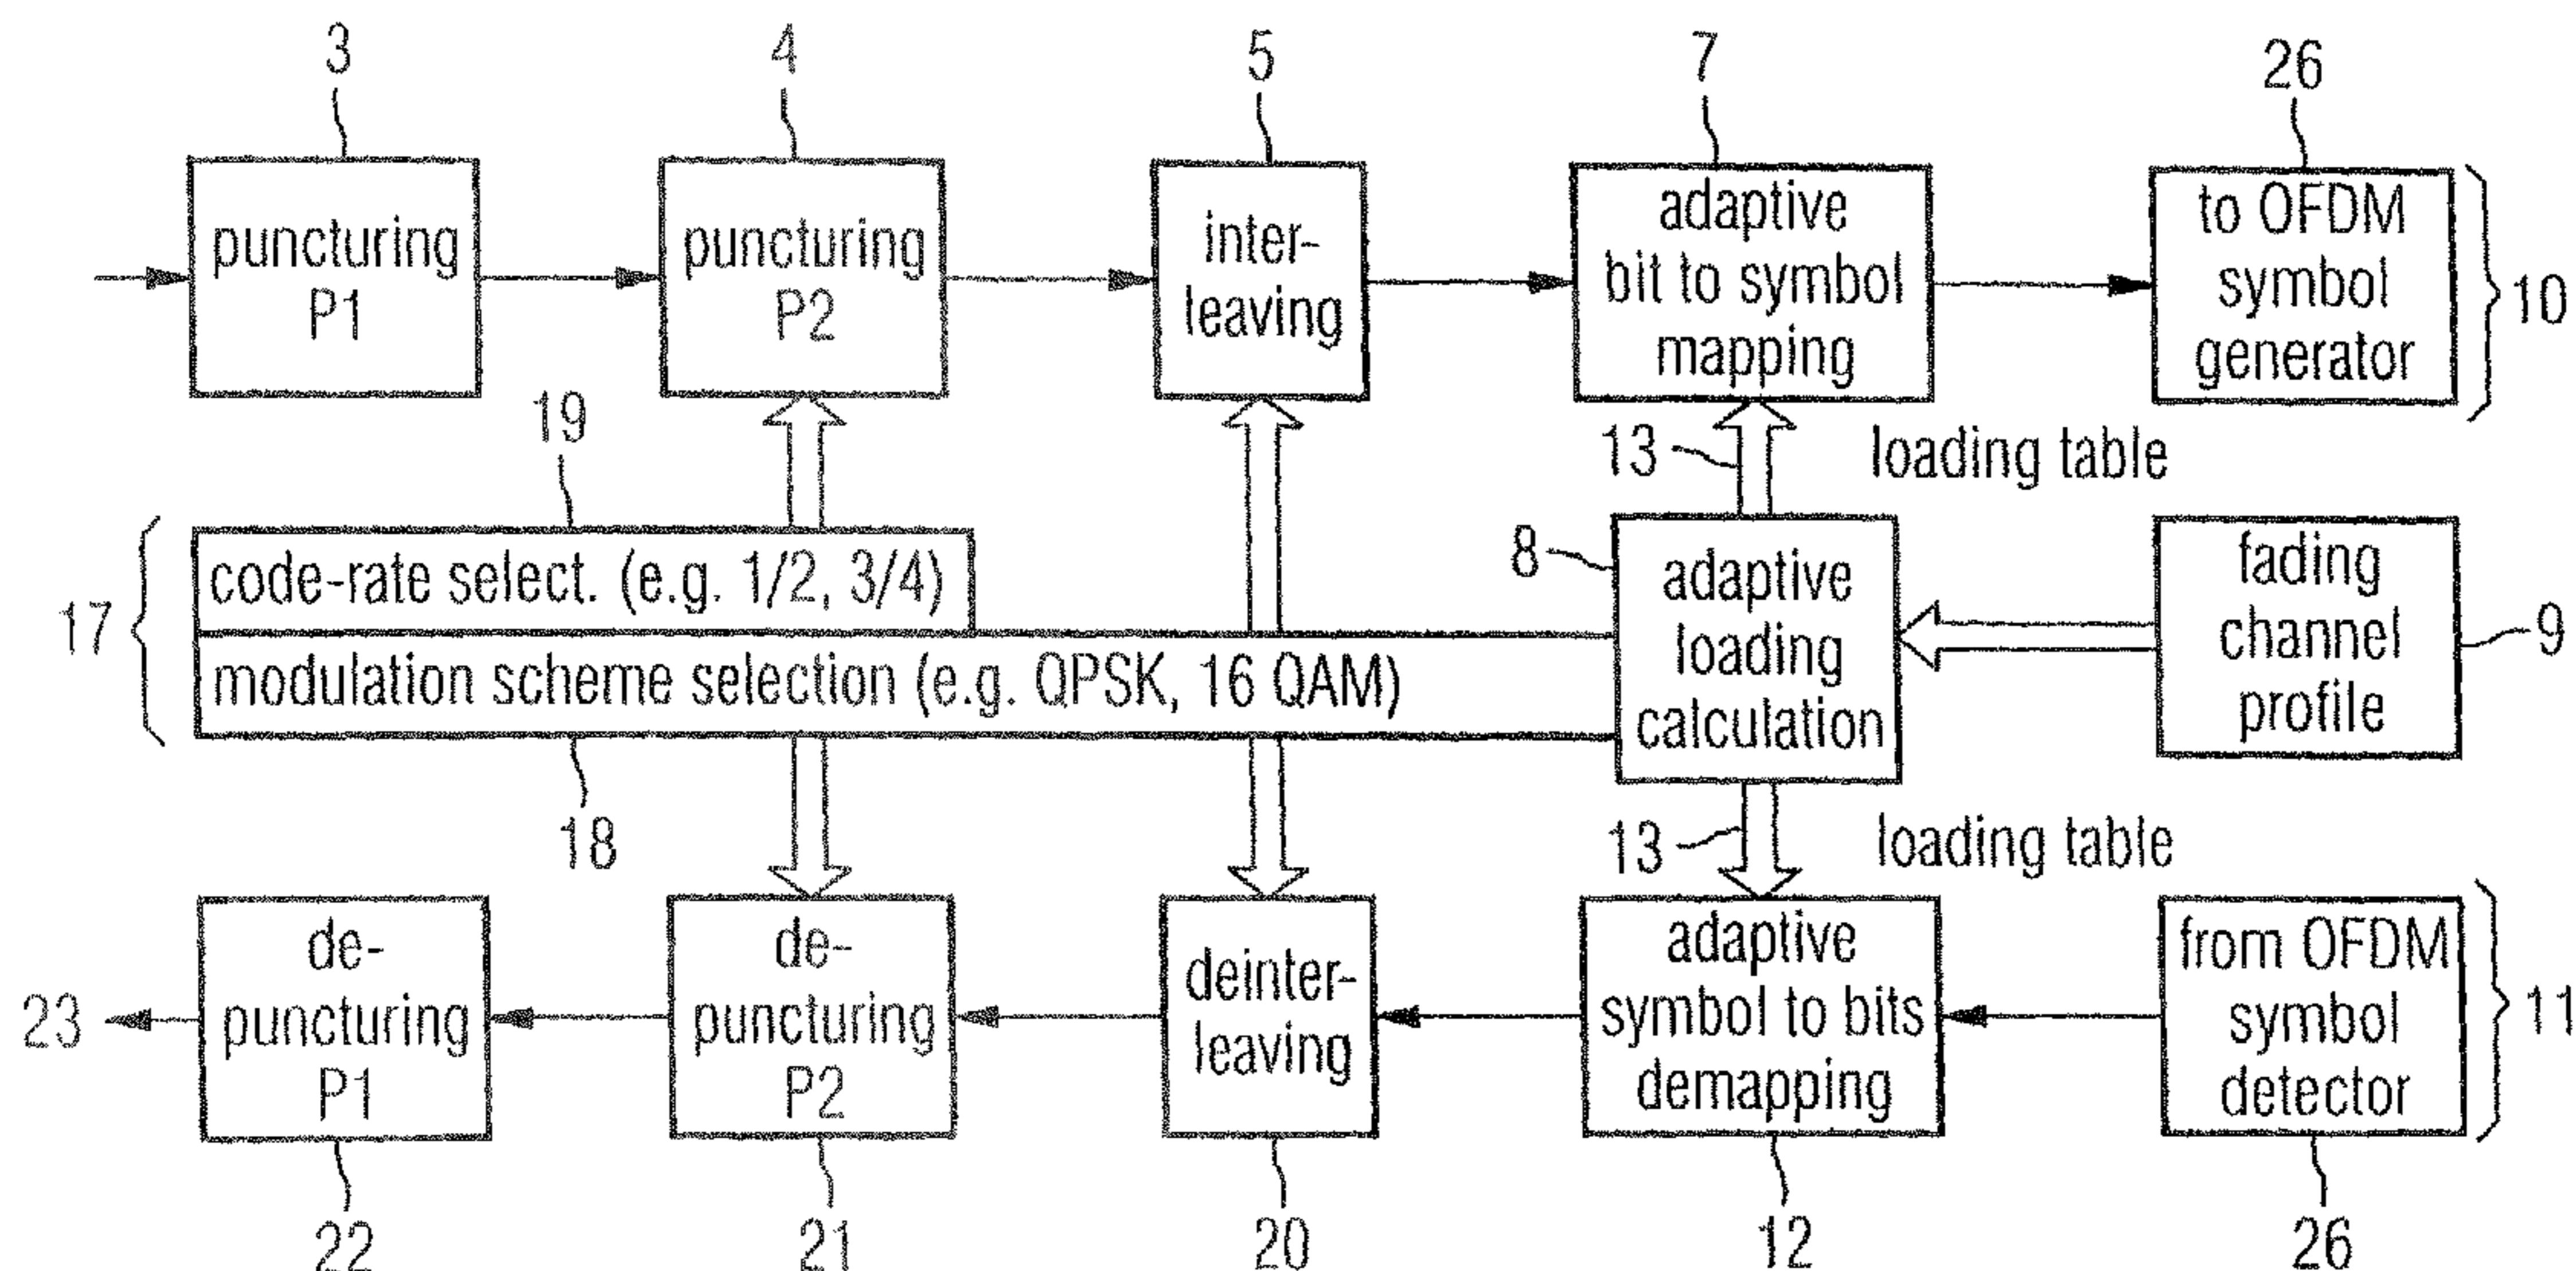 3
4
5
7
26
puncturing
P1
puncturing
P2
inter-
leaving
adaptive
bit to symbol
mapping
to OFDM
symbol
generator
10
19
13
loading table
17
code-rate select. (e.g. 1/2, 3/4)
modulation scheme selection (e.g. QPSK, 16 QAM)
8
adaptive
loading
calculation
fading
channel
profile
9
18
13
loading table
23
de-
puncturing
P1
de-
puncturing
P2
deinter-
leaving
adaptive
symbol to bits
demapping
from OFDM
symbol
detector
11
22
21
20
12
26